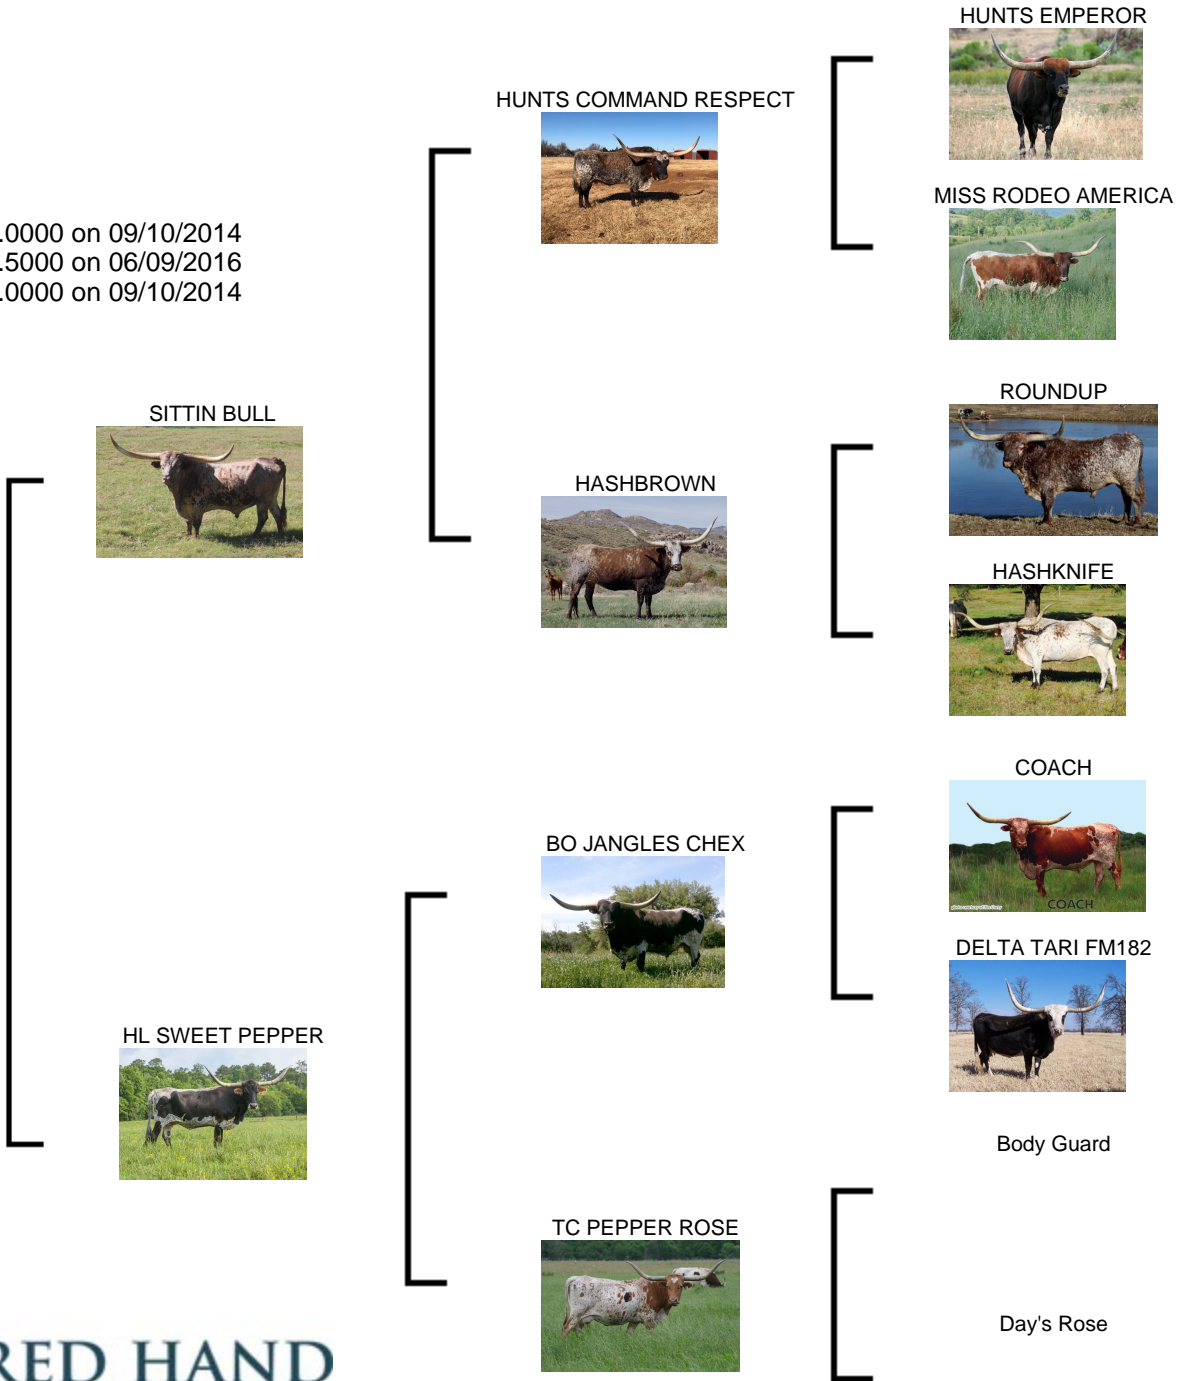 HUNTS EMPEROR
HUNTS COMMAND RESPECT
MISS RODEO AMERICA
.0000 on 09/10/2014
.5000 on 06/09/2016
.0000 on 09/10/2014
ROUNDUP
SITTIN BULL
HASHBROWN
HASHKNIFE
COACH
BO JANGLES CHEX
COACH
DELTA TARI FM182
HL SWEET PEPPER
Body Guard
TC PEPPER ROSE
Day's Rose
RED HAND